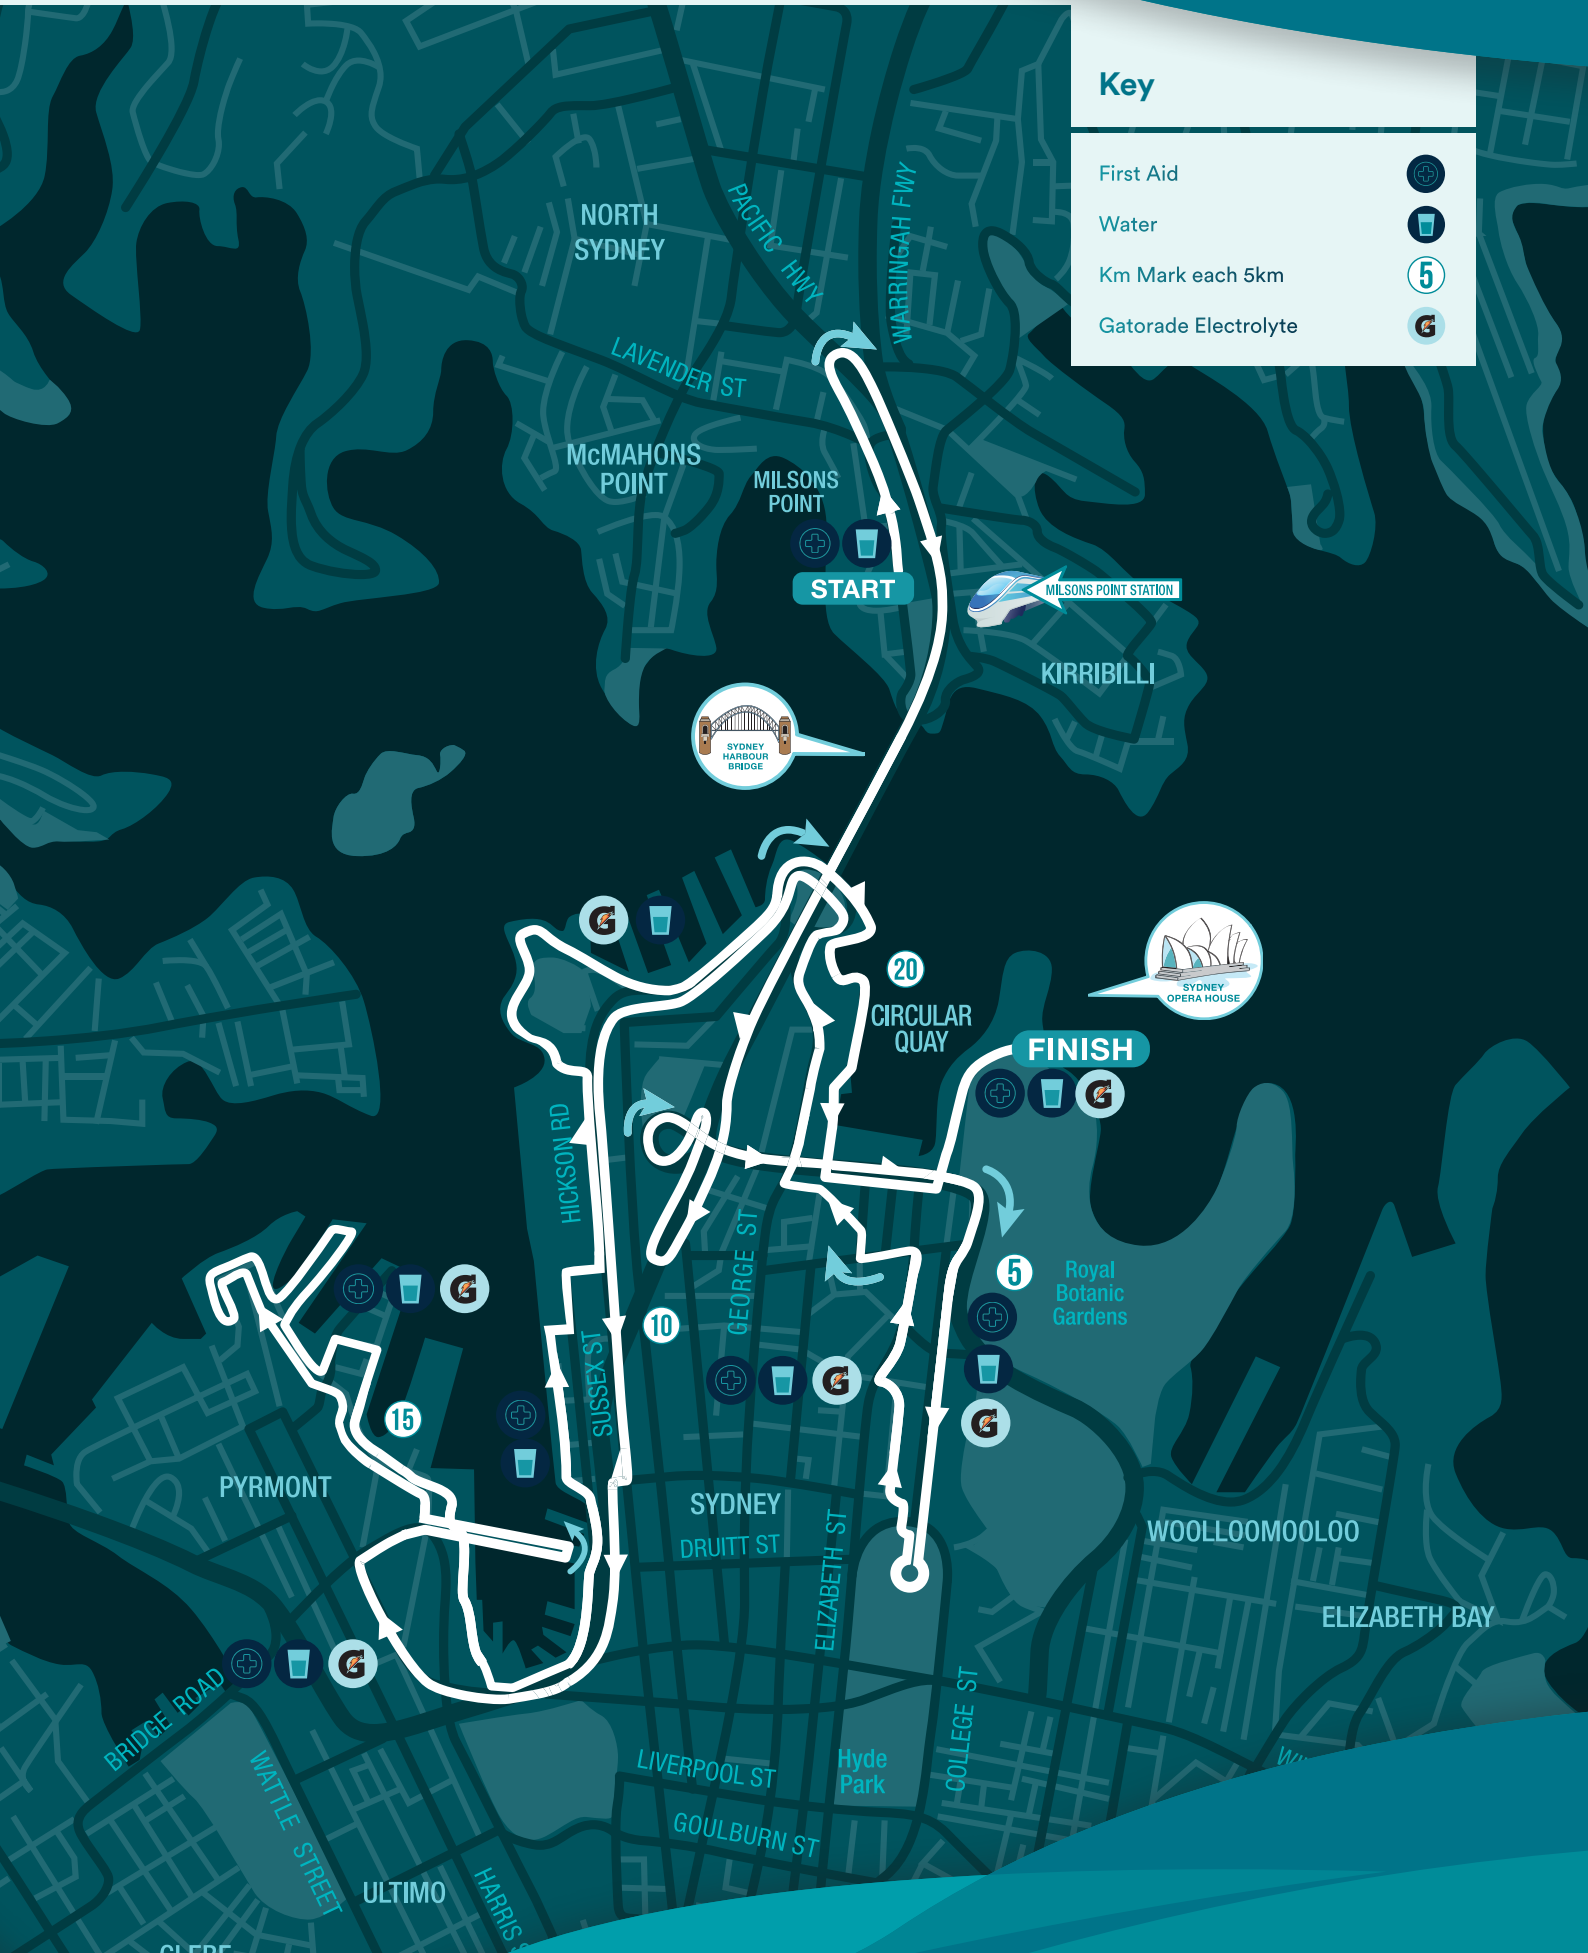 Key
First Aid
Water
Km Mark each 5km
5
Gatorade Electrolyte
G
NORTH
SYDNEY
PACIFIC HWY
WARRINGAH FWY
LAVENDER ST
McMAHONS
POINT
MILSONS
POINT
START
MILSONS POINT STATION
KIRRIBILLI
SYDNEY
HARBOUR
BRIDGE
G
20
CIRCULAR
QUAY
SYDNEY
OPERA HOUSE
FINISH
G
HICKSON RD
GEORGE ST
5
Royal
Botanic
Gardens
G
10
SUSSEX ST
G
G
15
PYRMONT
SYDNEY
DRUITT ST
ELIZABETH ST
WOOLLOOMOOLOO
ELIZABETH BAY
G
BRIDGE ROAD
WATTLE STREET
COLLEGE ST
LIVERPOOL ST
Hyde
Park
GOULBURN ST
ULTIMO
HARRIS